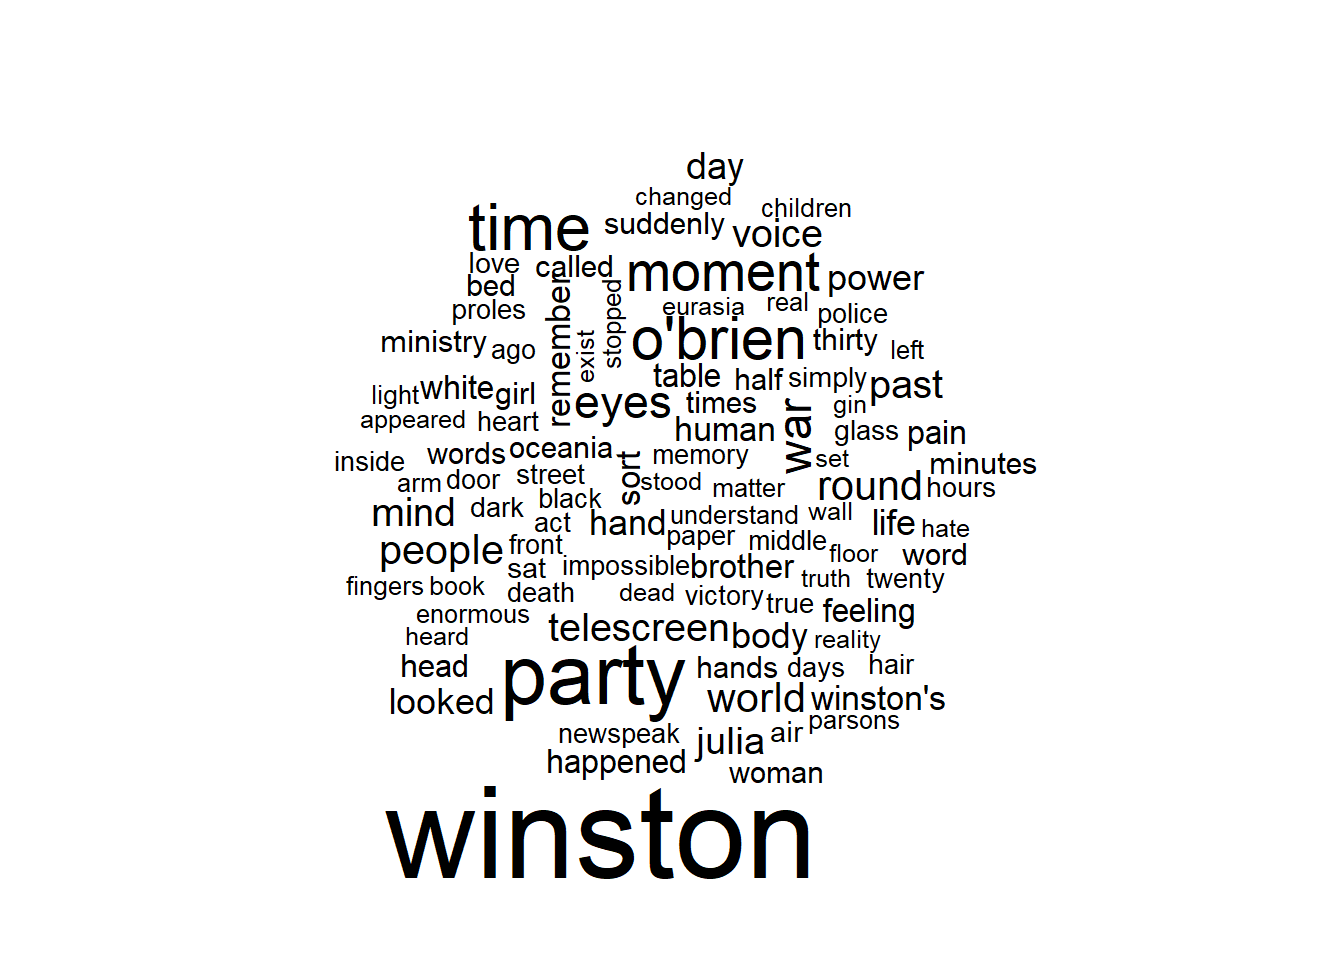 day
changed
children
time
suddenly
voice
love
called
moment
power
bed
proles
remember
stopped
eurasia
real
police
ministry
ago
exist
o'brien
thirty
left
table
half
simply
past
light
white
girl
eyes
times
war
gin
appeared
heart
human
glass
pain
inside
words
oceania
sort
memory
set
minutes
arm
door
street
stood
matter
round
hours
mind
dark
black
act
hand
understand
wall
life
hate
people
front
paper
middle
floor
word
sat
impossible
brother
truth
twenty
fingers
book
death
dead
victory
true
feeling
enormous
heard
telescreen
body
reality
head
party
hands
days
hair
looked
world
winston's
parsons
newspeak
julia
air
happened
woman
winston